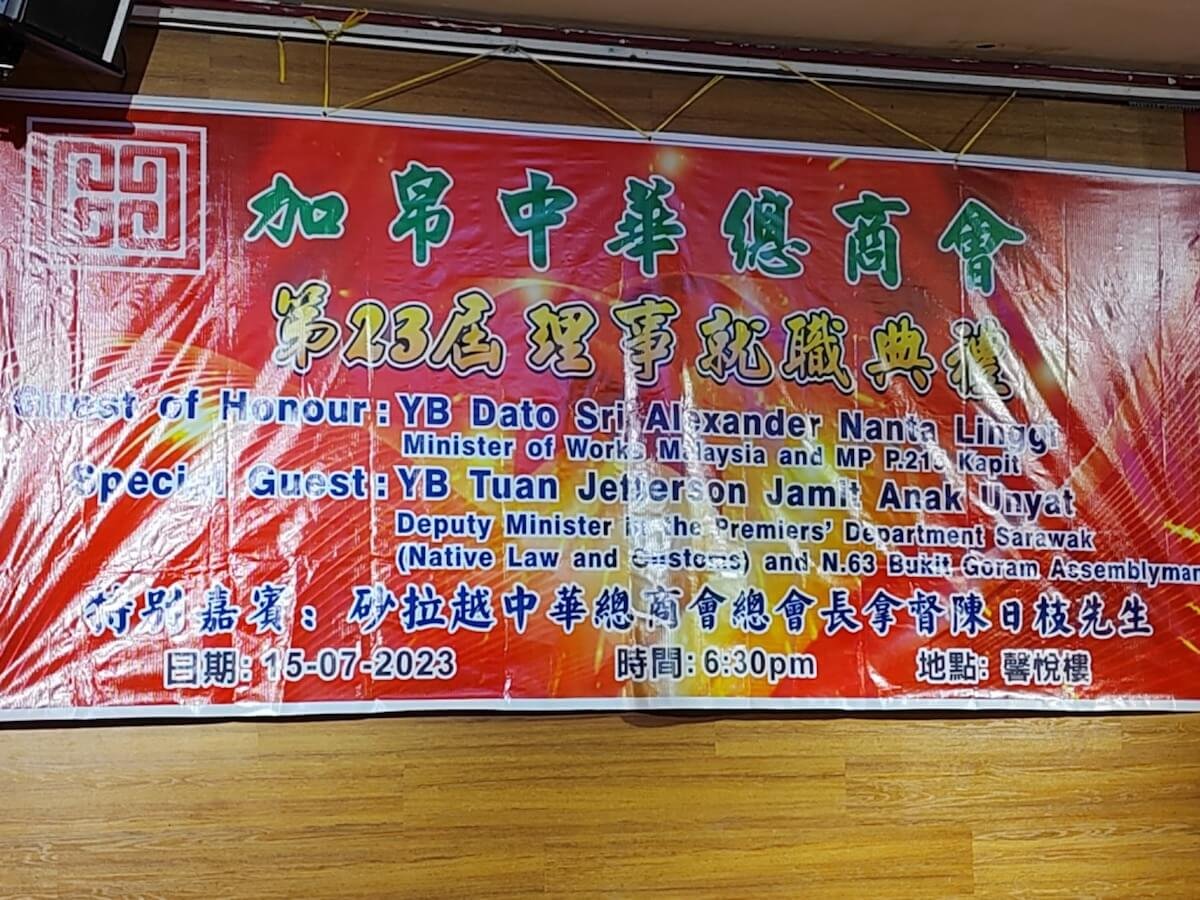 加帛中華總商會
第23屆理事就職典禮
Guest of Honour: YB Dato Sri Alexander Nanta Linggi
Minister of Works Malaysia and MP P.215 Kapit
Special Guest: YB Tuan Jefferson Jamit Anak Unyat
Deputy Minister in the Premiers' Department Sarawak
(Native Law and Customs) and N.63 Bukit Goram Assemblyman
特別嘉賓: 砂拉越中華總商會總會長拿督陳日枝先生
日期: 15-07-2023 時間: 6:30pm 地點: 馨悅樓